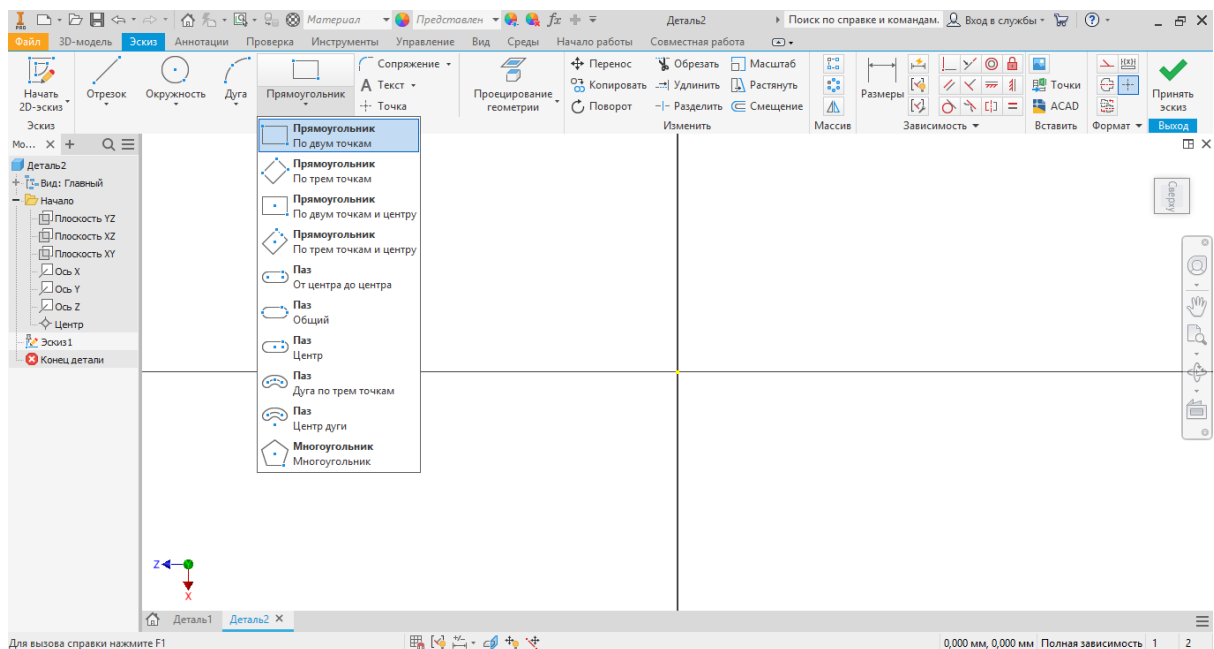 PRO
Материал
Представлен
fx
Деталь2
Поиск по справке и командам.
Вход в службы
Файл 3D-модель Эскиз Аннотации Проверка Инструменты Управление Вид Среды Начало работы Совместная работа
Начать 2D-эскиз
Отрезок
Окружность
Дуга
Прямоугольник
Сопряжение
Текст
Точка
Проецирование геометрии
Перенос
Копировать
Поворот
Обрезать
Удлинить
Разделить
Масштаб
Растянуть
Смещение
Размеры
Точки
ACAD
Принять эскиз
Эскиз
Изменить
Массив
Зависимость
Вставить
Формат
Выход
Мо...
Деталь2
Вид: Главный
Начало
Плоскость YZ
Плоскость XZ
Плоскость XY
Ось X
Ось Y
Ось Z
Центр
Эскиз1
Конец детали
Прямоугольник
По двум точкам
Прямоугольник
По трем точкам
Прямоугольник
По двум точкам и центру
Прямоугольник
По трем точкам и центру
Паз
От центра до центра
Паз
Общий
Паз
Центр
Паз
Дуга по трем точкам
Паз
Центр дуги
Многоугольник
Многоугольник
Сверху
Z
Y
X
Деталь1 Деталь2
Для вызова справки нажмите F1
0,000 мм, 0,000 мм Полная зависимость 1 2